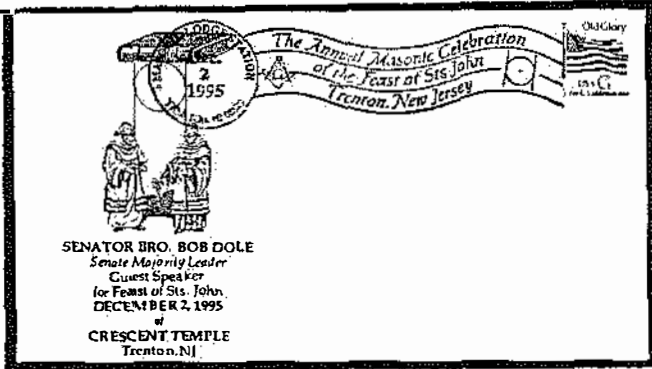 2
1995
The Annual Masonic Celebration
of the Feast of Sts. John
Trenton, New Jersey
Old Glory
USA
SENATOR BRO. BOB DOLE
Senate Majority Leader
Guest Speaker
for Feast of Sts. John
DECEMBER 2, 1995
at
CRESCENT TEMPLE
Trenton, NJ